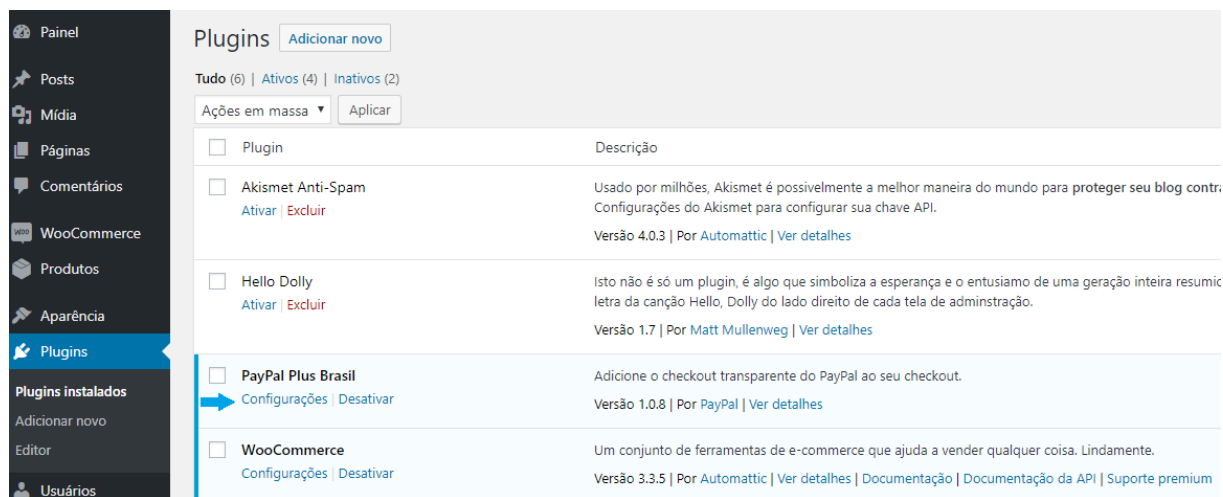 Painel
Posts
Mídia
Páginas
Comentários
WOO WooCommerce
Produtos
Aparência
Plugins
Plugins instalados
Adicionar novo
Editor
Usuários
Plugins Adicionar novo
Tudo (6) | Ativos (4) | Inativos (2)
Ações em massa Aplicar
Plugin Descrição
Akismet Anti-Spam
Ativar | Excluir
Usado por milhões, Akismet é possivelmente a melhor maneira do mundo para proteger seu blog contra
Configurações do Akismet para configurar sua chave API.
Versão 4.0.3 | Por Automattic | Ver detalhes
Hello Dolly
Ativar | Excluir
Isto não é só um plugin, é algo que simboliza a esperança e o entusiamo de uma geração inteira
letra da canção Hello, Dolly do lado direito de cada tela de adminstração.
Versão 1.7 | Por Matt Mullenweg | Ver detalhes
PayPal Plus Brasil
Configurações | Desativar
Adicione o checkout transparente do PayPal ao seu checkout.
Versão 1.0.8 | Por PayPal | Ver detalhes
WooCommerce
Configurações | Desativar
Um conjunto de ferramentas de e-commerce que ajuda a vender qualquer coisa. Lindamente.
Versão 3.3.5 | Por Automattic | Ver detalhes | Documentação | Documentação da API | Suporte premium